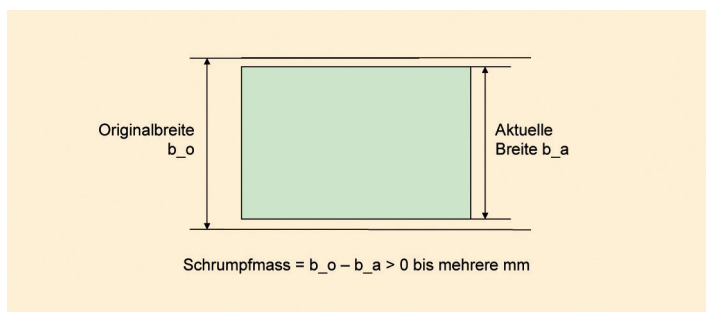 Originalbreite
b_o
Aktuelle
Breite b_a
Schrumpfmass = b_o – b_a > 0 bis mehrere mm